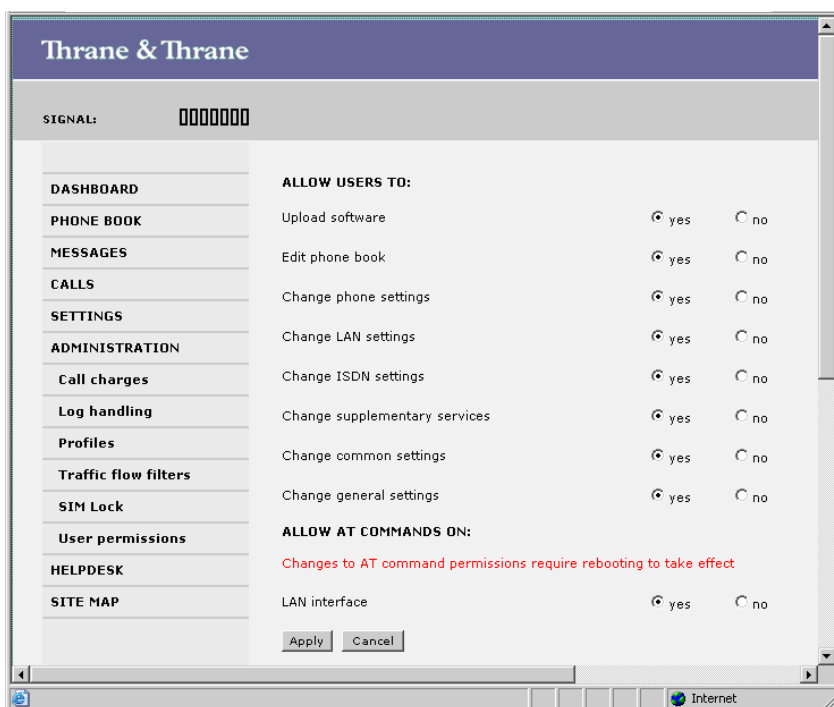 Thrane & Thrane
SIGNAL:
DASHBOARD
PHONE BOOK
MESSAGES
CALLS
SETTINGS
ADMINISTRATION
Call charges
Log handling
Profiles
Traffic flow filters
SIM Lock
User permissions
HELPDESK
SITE MAP
ALLOW USERS TO:
Upload software yes no
Edit phone book yes no
Change phone settings yes no
Change LAN settings yes no
Change ISDN settings yes no
Change supplementary services yes no
Change common settings yes no
Change general settings yes no
ALLOW AT COMMANDS ON:
Changes to AT command permissions require rebooting to take effect
LAN interface yes no
Apply Cancel
Internet